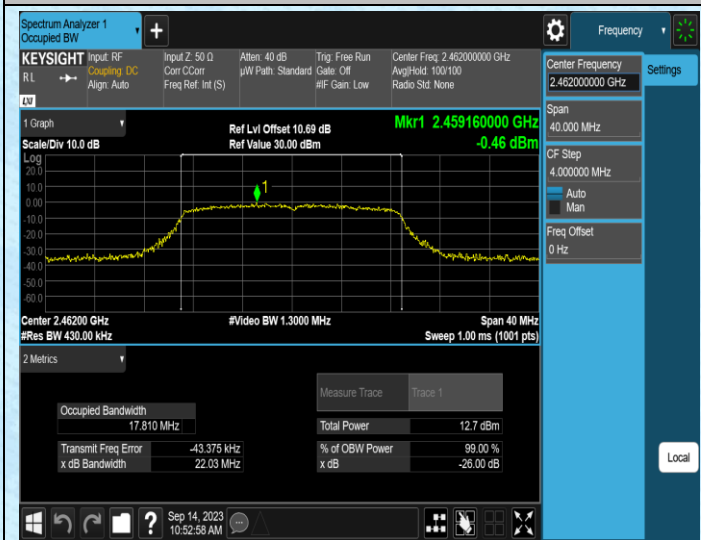 Spectrum Analyzer 1
Occupied BW
Frequency
KEYSIGHT
RL
LXI
Input: RF
Coupling: DC
Align: Auto
Input Z: 50 Ω
Corr CCorr
Freq Ref: Int (S)
Atten: 40 dB
µW Path: Standard
Trig: Free Run
Gate: Off
#IF Gain: Low
Center Freq: 2.462000000 GHz
Avg|Hold: 100/100
Radio Std: None
Center Frequency
2.462000000 GHz
Settings
Span
40.000 MHz
CF Step
4.000000 MHz
Auto
Man
Freq Offset
0 Hz
1 Graph
Scale/Div 10.0 dB
Ref Lvl Offset 10.69 dB
Ref Value 30.00 dBm
Mkr1 2.459160000 GHz
-0.46 dBm
Log
20.0
10.0
0.00
-10.0
-20.0
-30.0
-40.0
-50.0
-60.0
1
Center 2.46200 GHz
#Res BW 430.00 kHz
#Video BW 1.3000 MHz
Span 40 MHz
Sweep 1.00 ms (1001 pts)
2 Metrics
Measure Trace Trace 1
Occupied Bandwidth
17.810 MHz
Total Power 12.7 dBm
Transmit Freq Error -43.375 kHz
% of OBW Power 99.00 %
x dB Bandwidth 22.03 MHz
x dB -26.00 dB
Local
?
Sep 14, 2023
10:52:58 AM